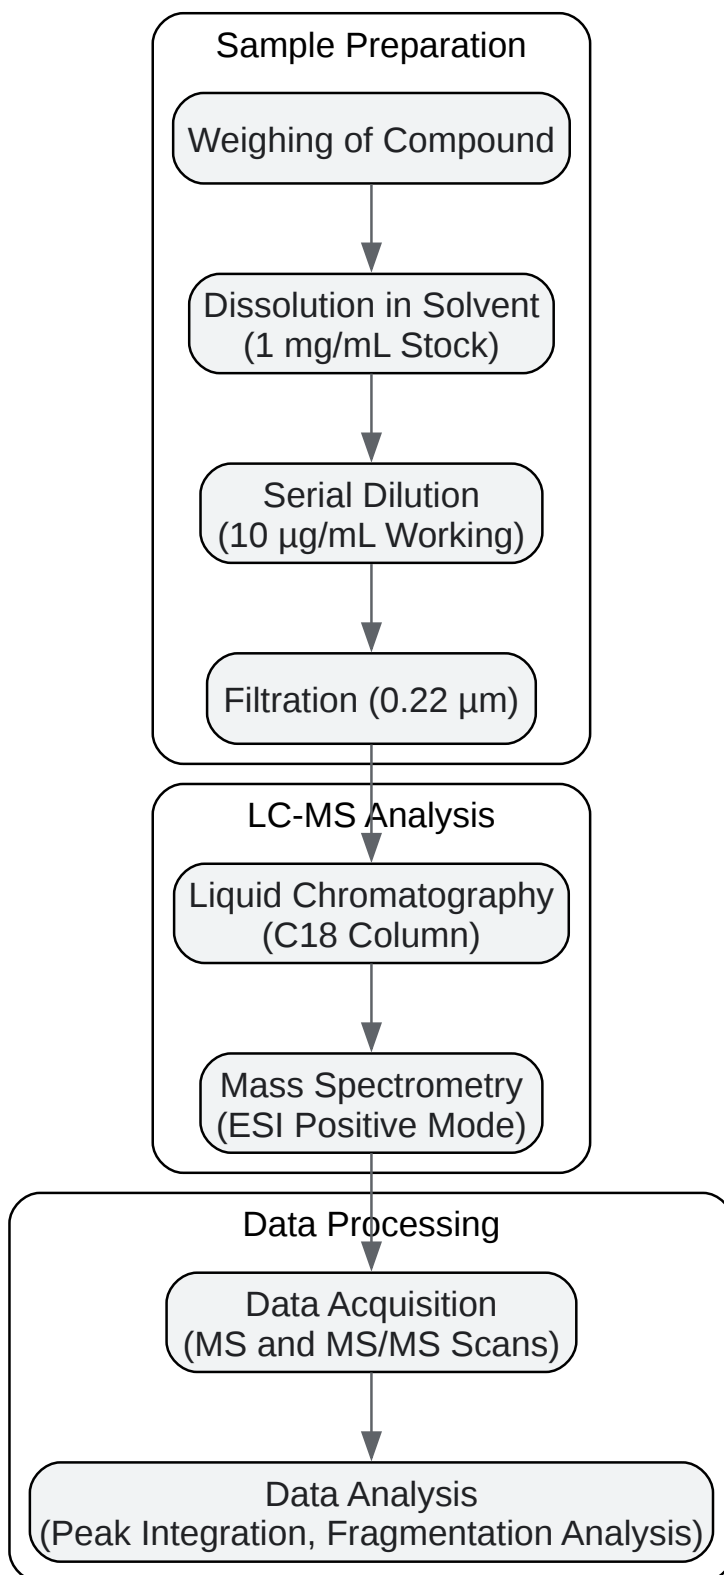 Sample Preparation
Weighing of Compound
Dissolution in Solvent
(1 mg/mL Stock)
Serial Dilution
(10 µg/mL Working)
Filtration (0.22 µm)
LC-MS Analysis
Liquid Chromatography
(C18 Column)
Mass Spectrometry
(ESI Positive Mode)
Data Processing
Data Acquisition
(MS and MS/MS Scans)
Data Analysis
(Peak Integration, Fragmentation Analysis)